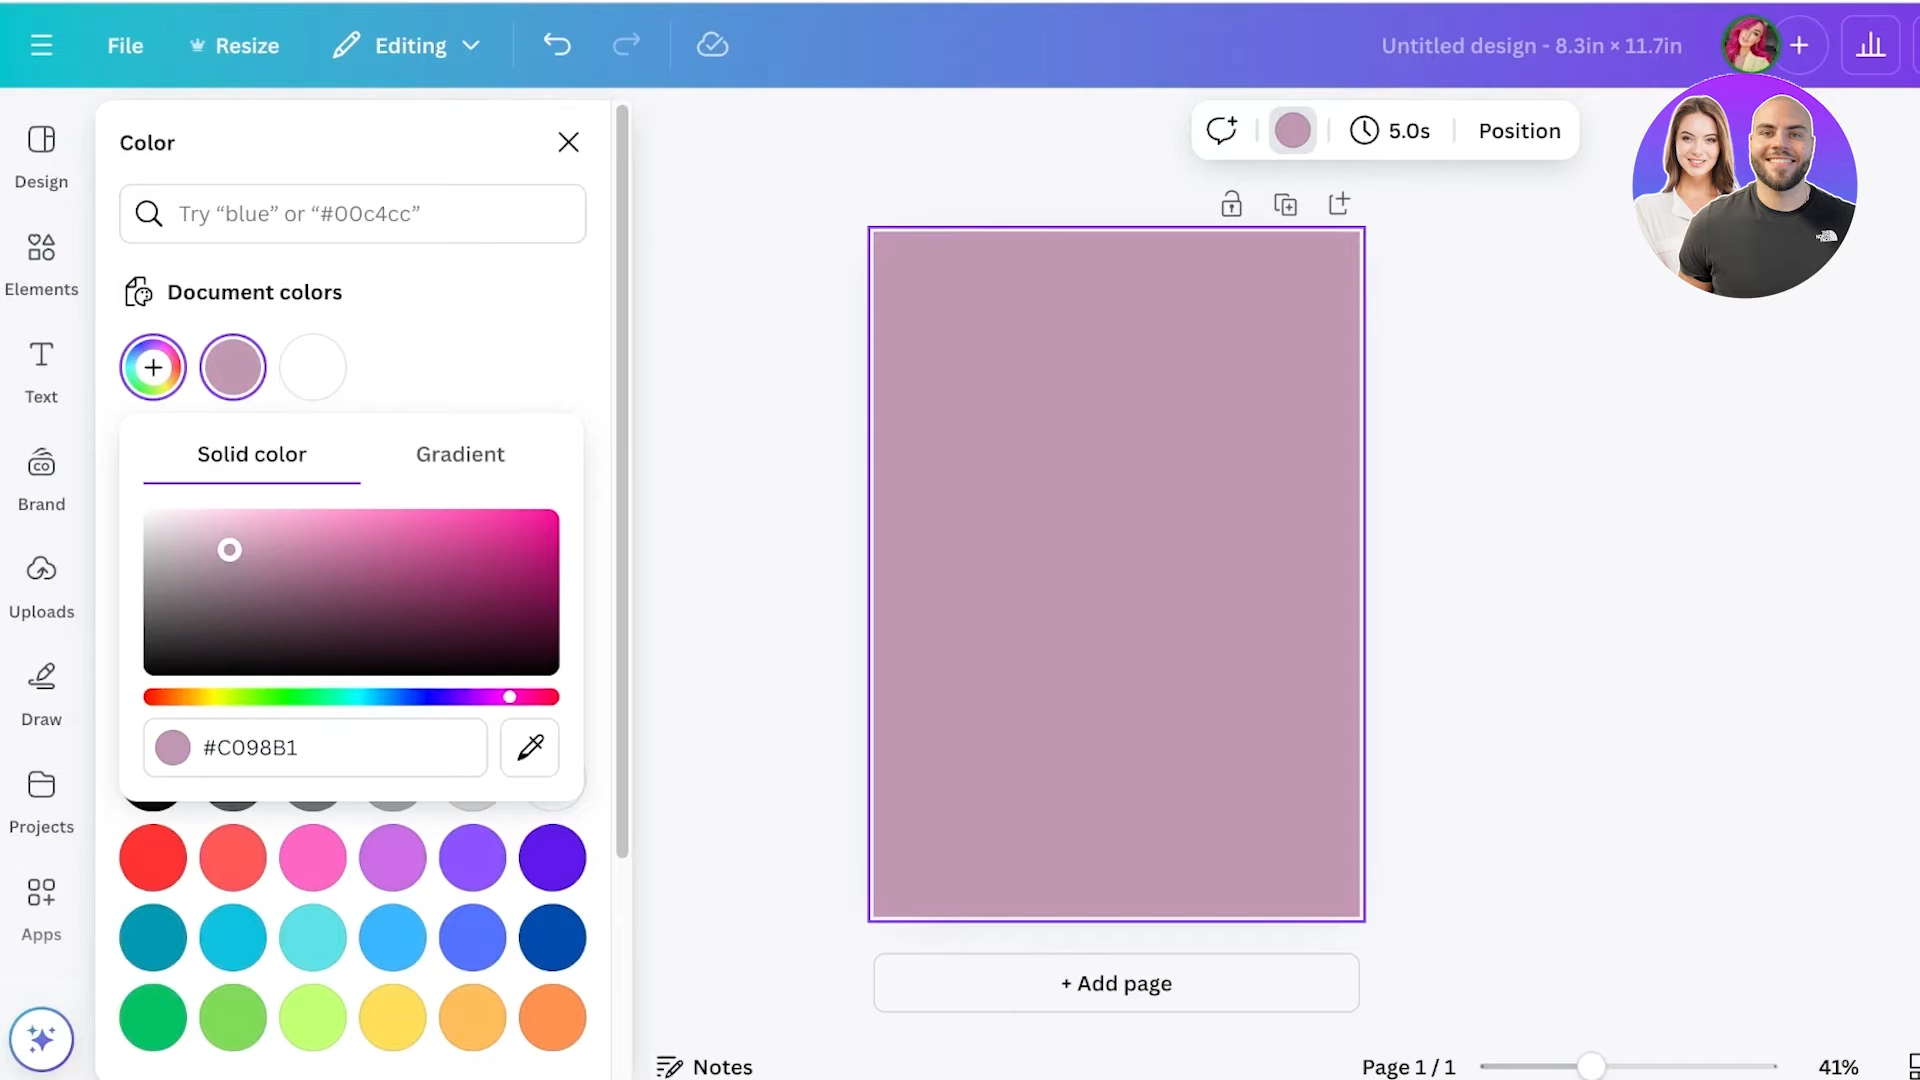 File
Resize
Editing
Untitled design - 8.3in × 11.7in
Design
Elements
Text
Brand
Uploads
Draw
Projects
Apps
Color
Try “blue” or “#00c4cc”
Document colors
Solid color
Gradient
#C098B1
5.0s
Position
+ Add page
Notes
Page 1 / 1
41%